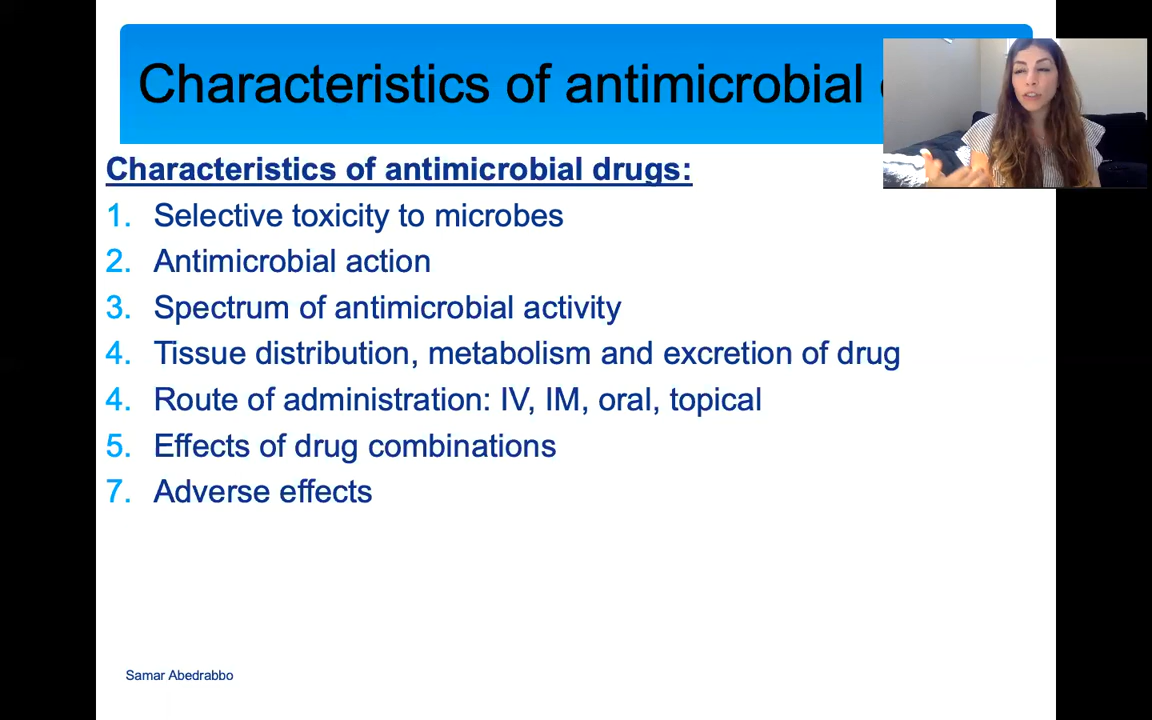 Characteristics of antimicrobial
Characteristics of antimicrobial drugs:
1. Selective toxicity to microbes
2. Antimicrobial action
3. Spectrum of antimicrobial activity
4. Tissue distribution, metabolism and excretion of drug
4. Route of administration: IV, IM, oral, topical
5. Effects of drug combinations
7. Adverse effects
Samar Abedrabbo